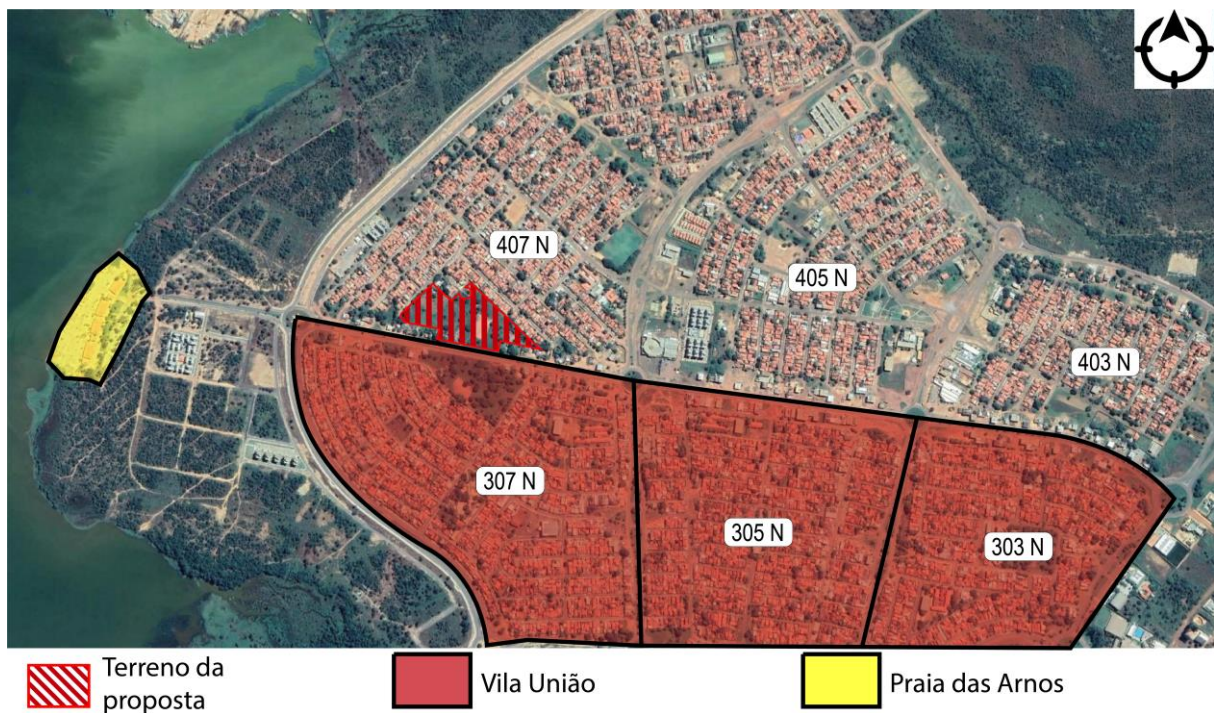 407 N
405 N
403 N
307 N
305 N
303 N
Terreno da
proposta
Vila União
Praia das Arnos